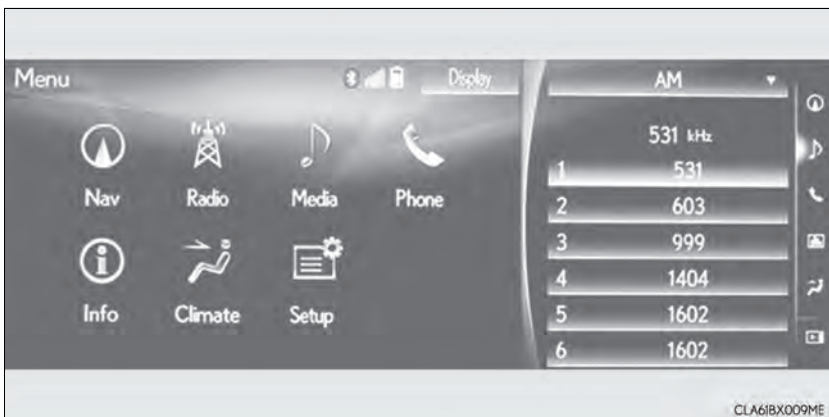 Menu
Display
Nav
Radio
Media
Phone
Info
Climate
Setup
AM
531 kHz
1 531
2 603
3 999
4 1404
5 1602
6 1602
CLA6IBX009ME